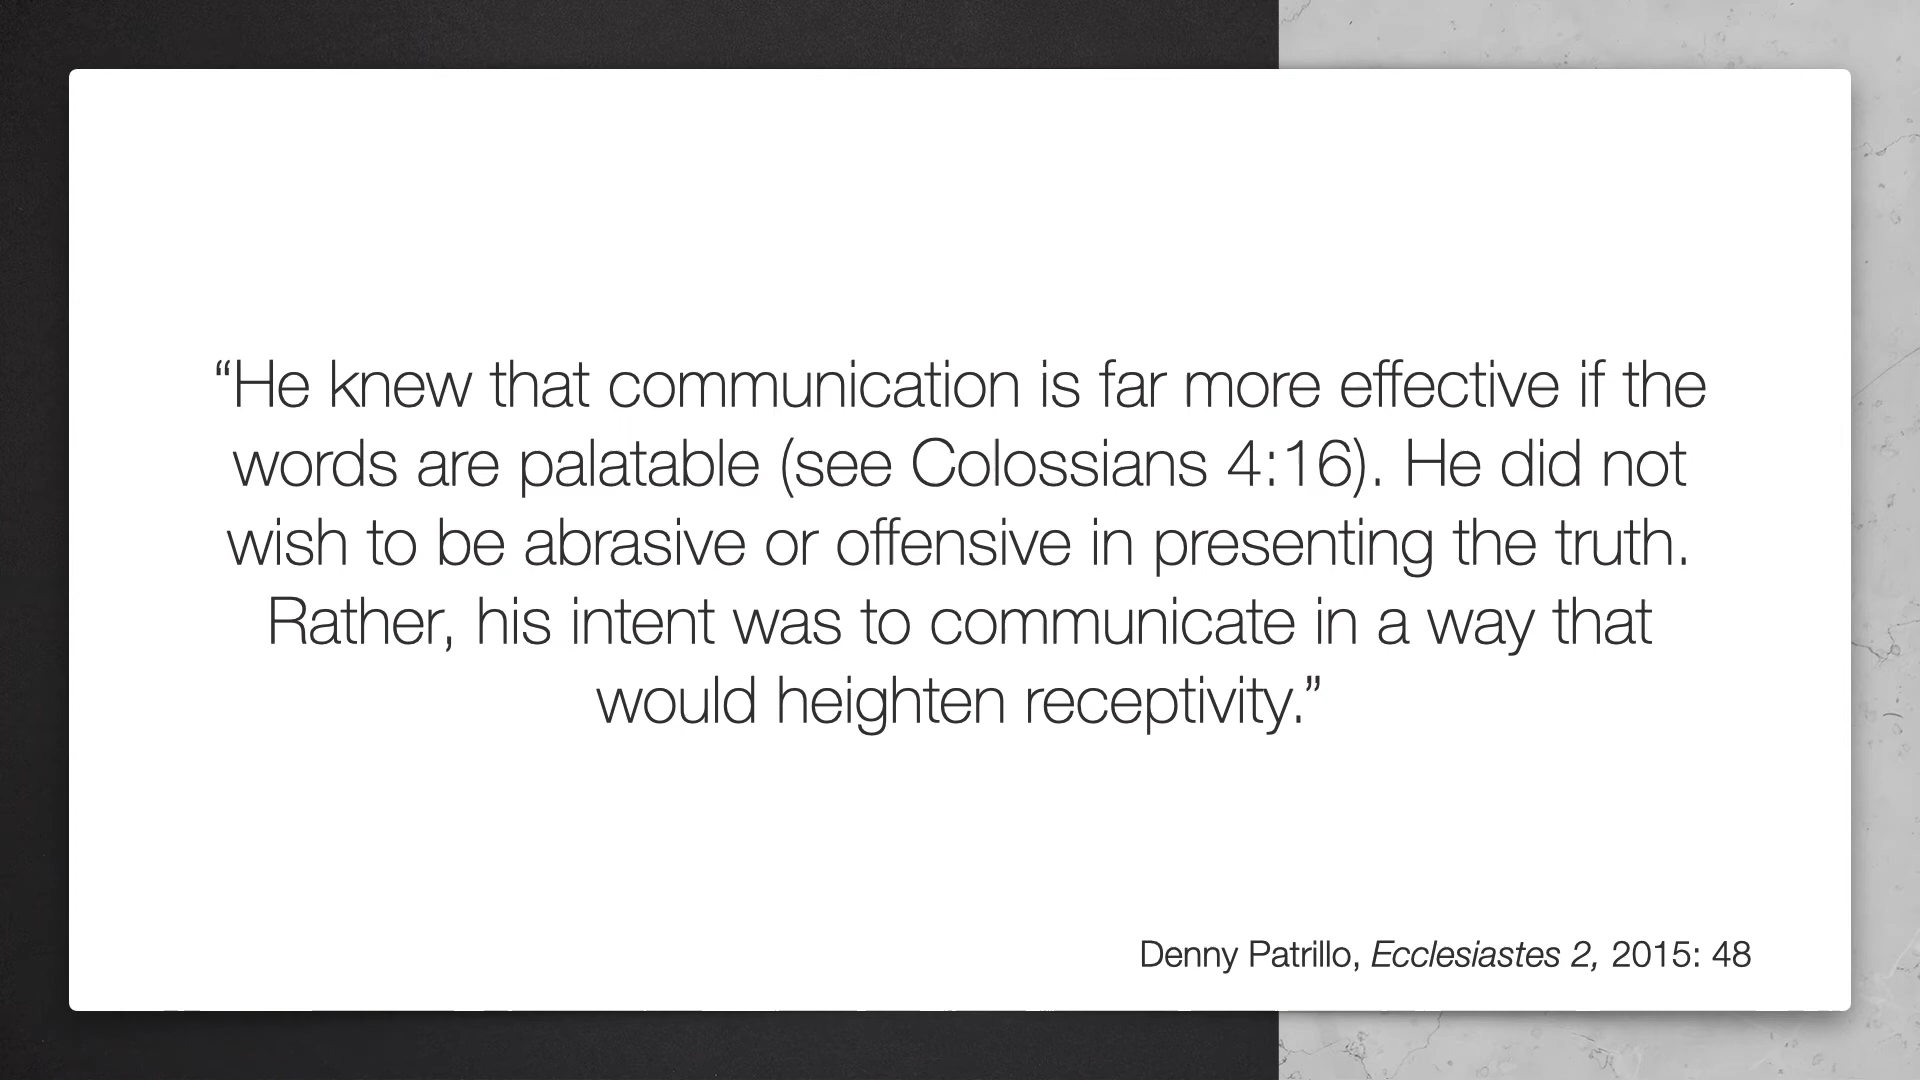 “He knew that communication is far more effective if the
words are palatable (see Colossians 4:16). He did not
wish to be abrasive or offensive in presenting the truth.
Rather, his intent was to communicate in a way that
would heighten receptivity.”
Denny Patrillo, Ecclesiastes 2, 2015: 48